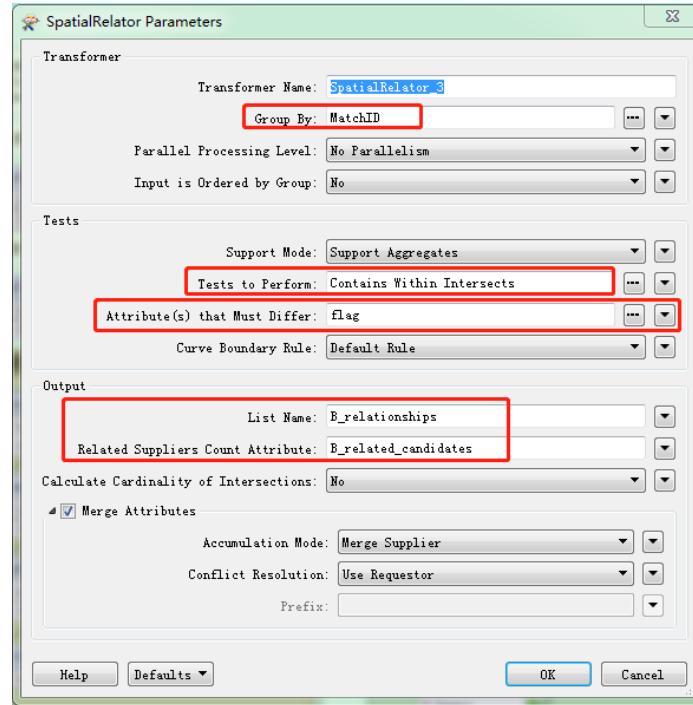 SpatialRelator Parameters
Transformer
Transformer Name: SpatialRelator_3
Group By: MatchID
Parallel Processing Level: No Parallelism
Input is Ordered by Group: No
Tests
Support Mode: Support Aggregates
Tests to Perform: Contains Within Intersects
Attribute(s) that Must Differ: flag
Curve Boundary Rule: Default Rule
Output
List Name: B_relationships
Related Suppliers Count Attribute: B_related_candidates
Calculate Cardinality of Intersections: No
Merge Attributes
Accumulation Mode: Merge Supplier
Conflict Resolution: Use Requestor
Prefix:
Help Defaults OK Cancel